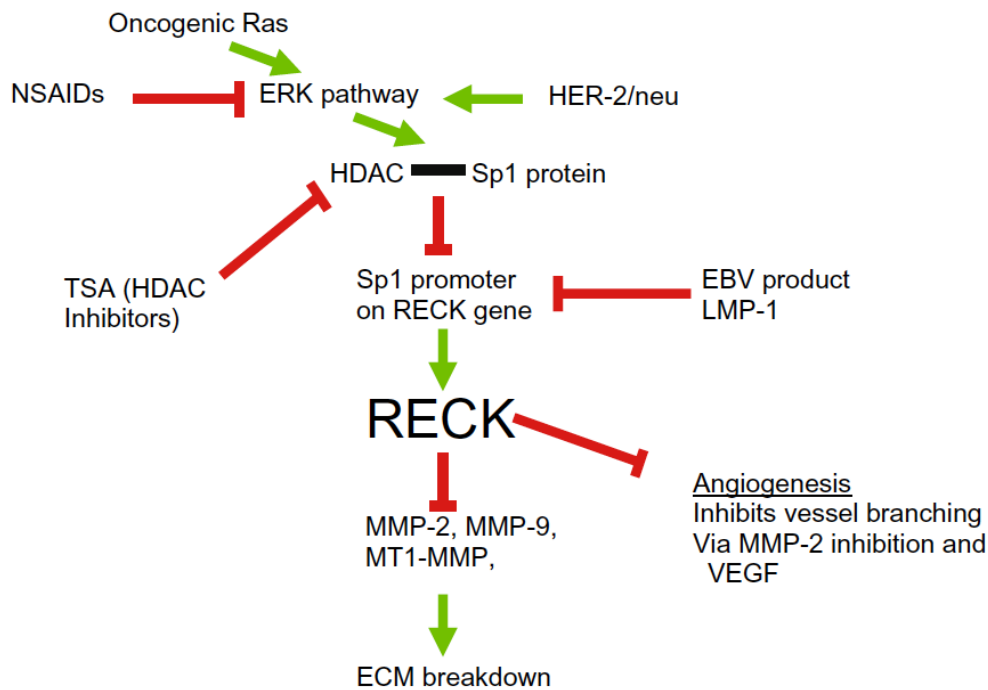 Oncogenic Ras
NSAIDs
ERK pathway
HER-2/neu
HDAC
Sp1 protein
TSA (HDAC
Inhibitors)
Sp1 promoter
on RECK gene
EBV product
LMP-1
RECK
Angiogenesis
Inhibits vessel branching
Via MMP-2 inhibition and
VEGF
MMP-2, MMP-9,
MT1-MMP,
ECM breakdown